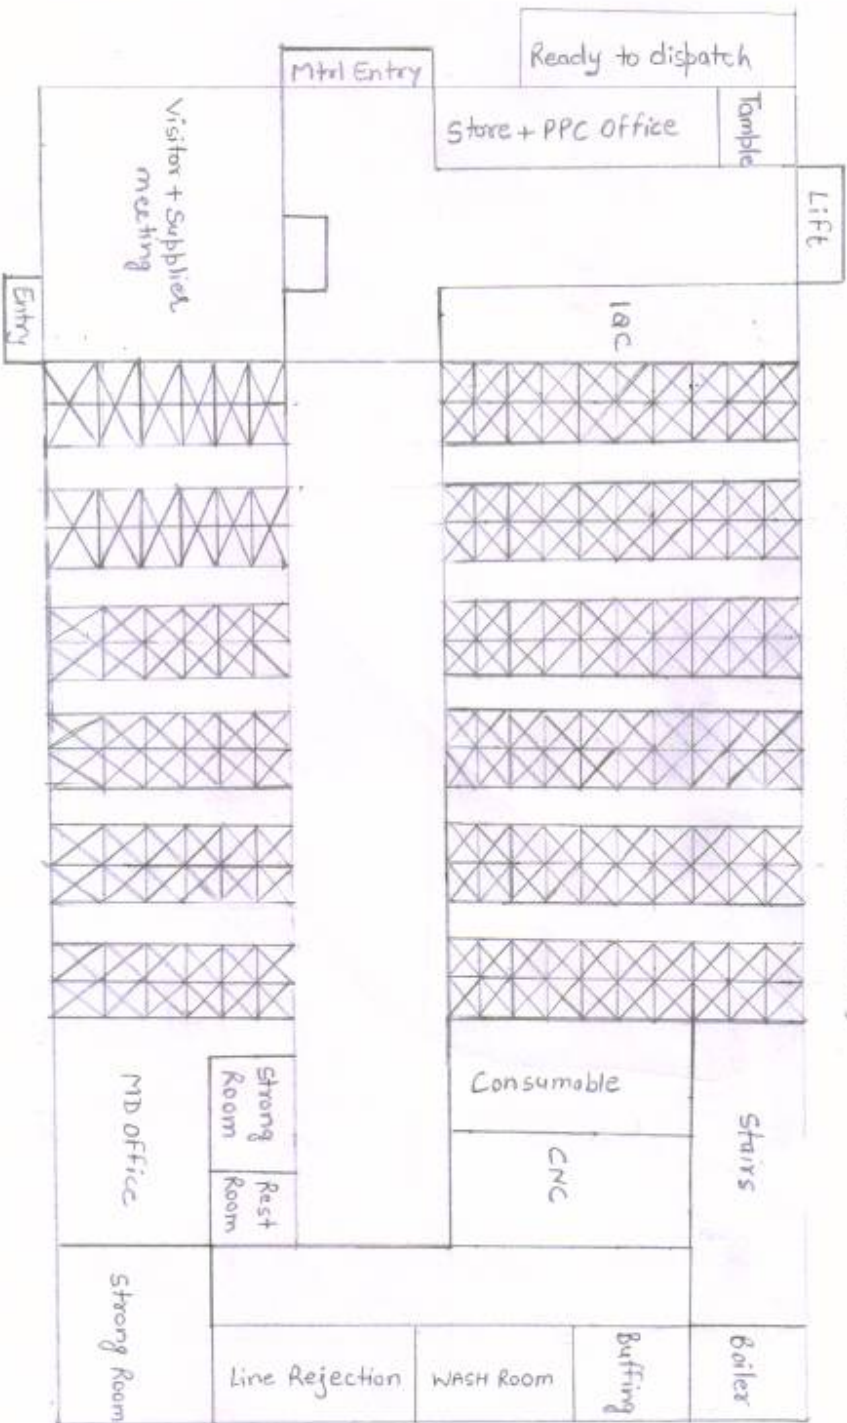 Ready to dispatch
Mtrl Entry
Store + PPC Office
Tample
Visitor + Supplier
meeting
Lift
Entry
IQC
Consumable
Stairs
MD office
Strong
Room
CNC
Rest
Room
Strong Room
Line Rejection
WASH ROOM
Buffing
Boiler